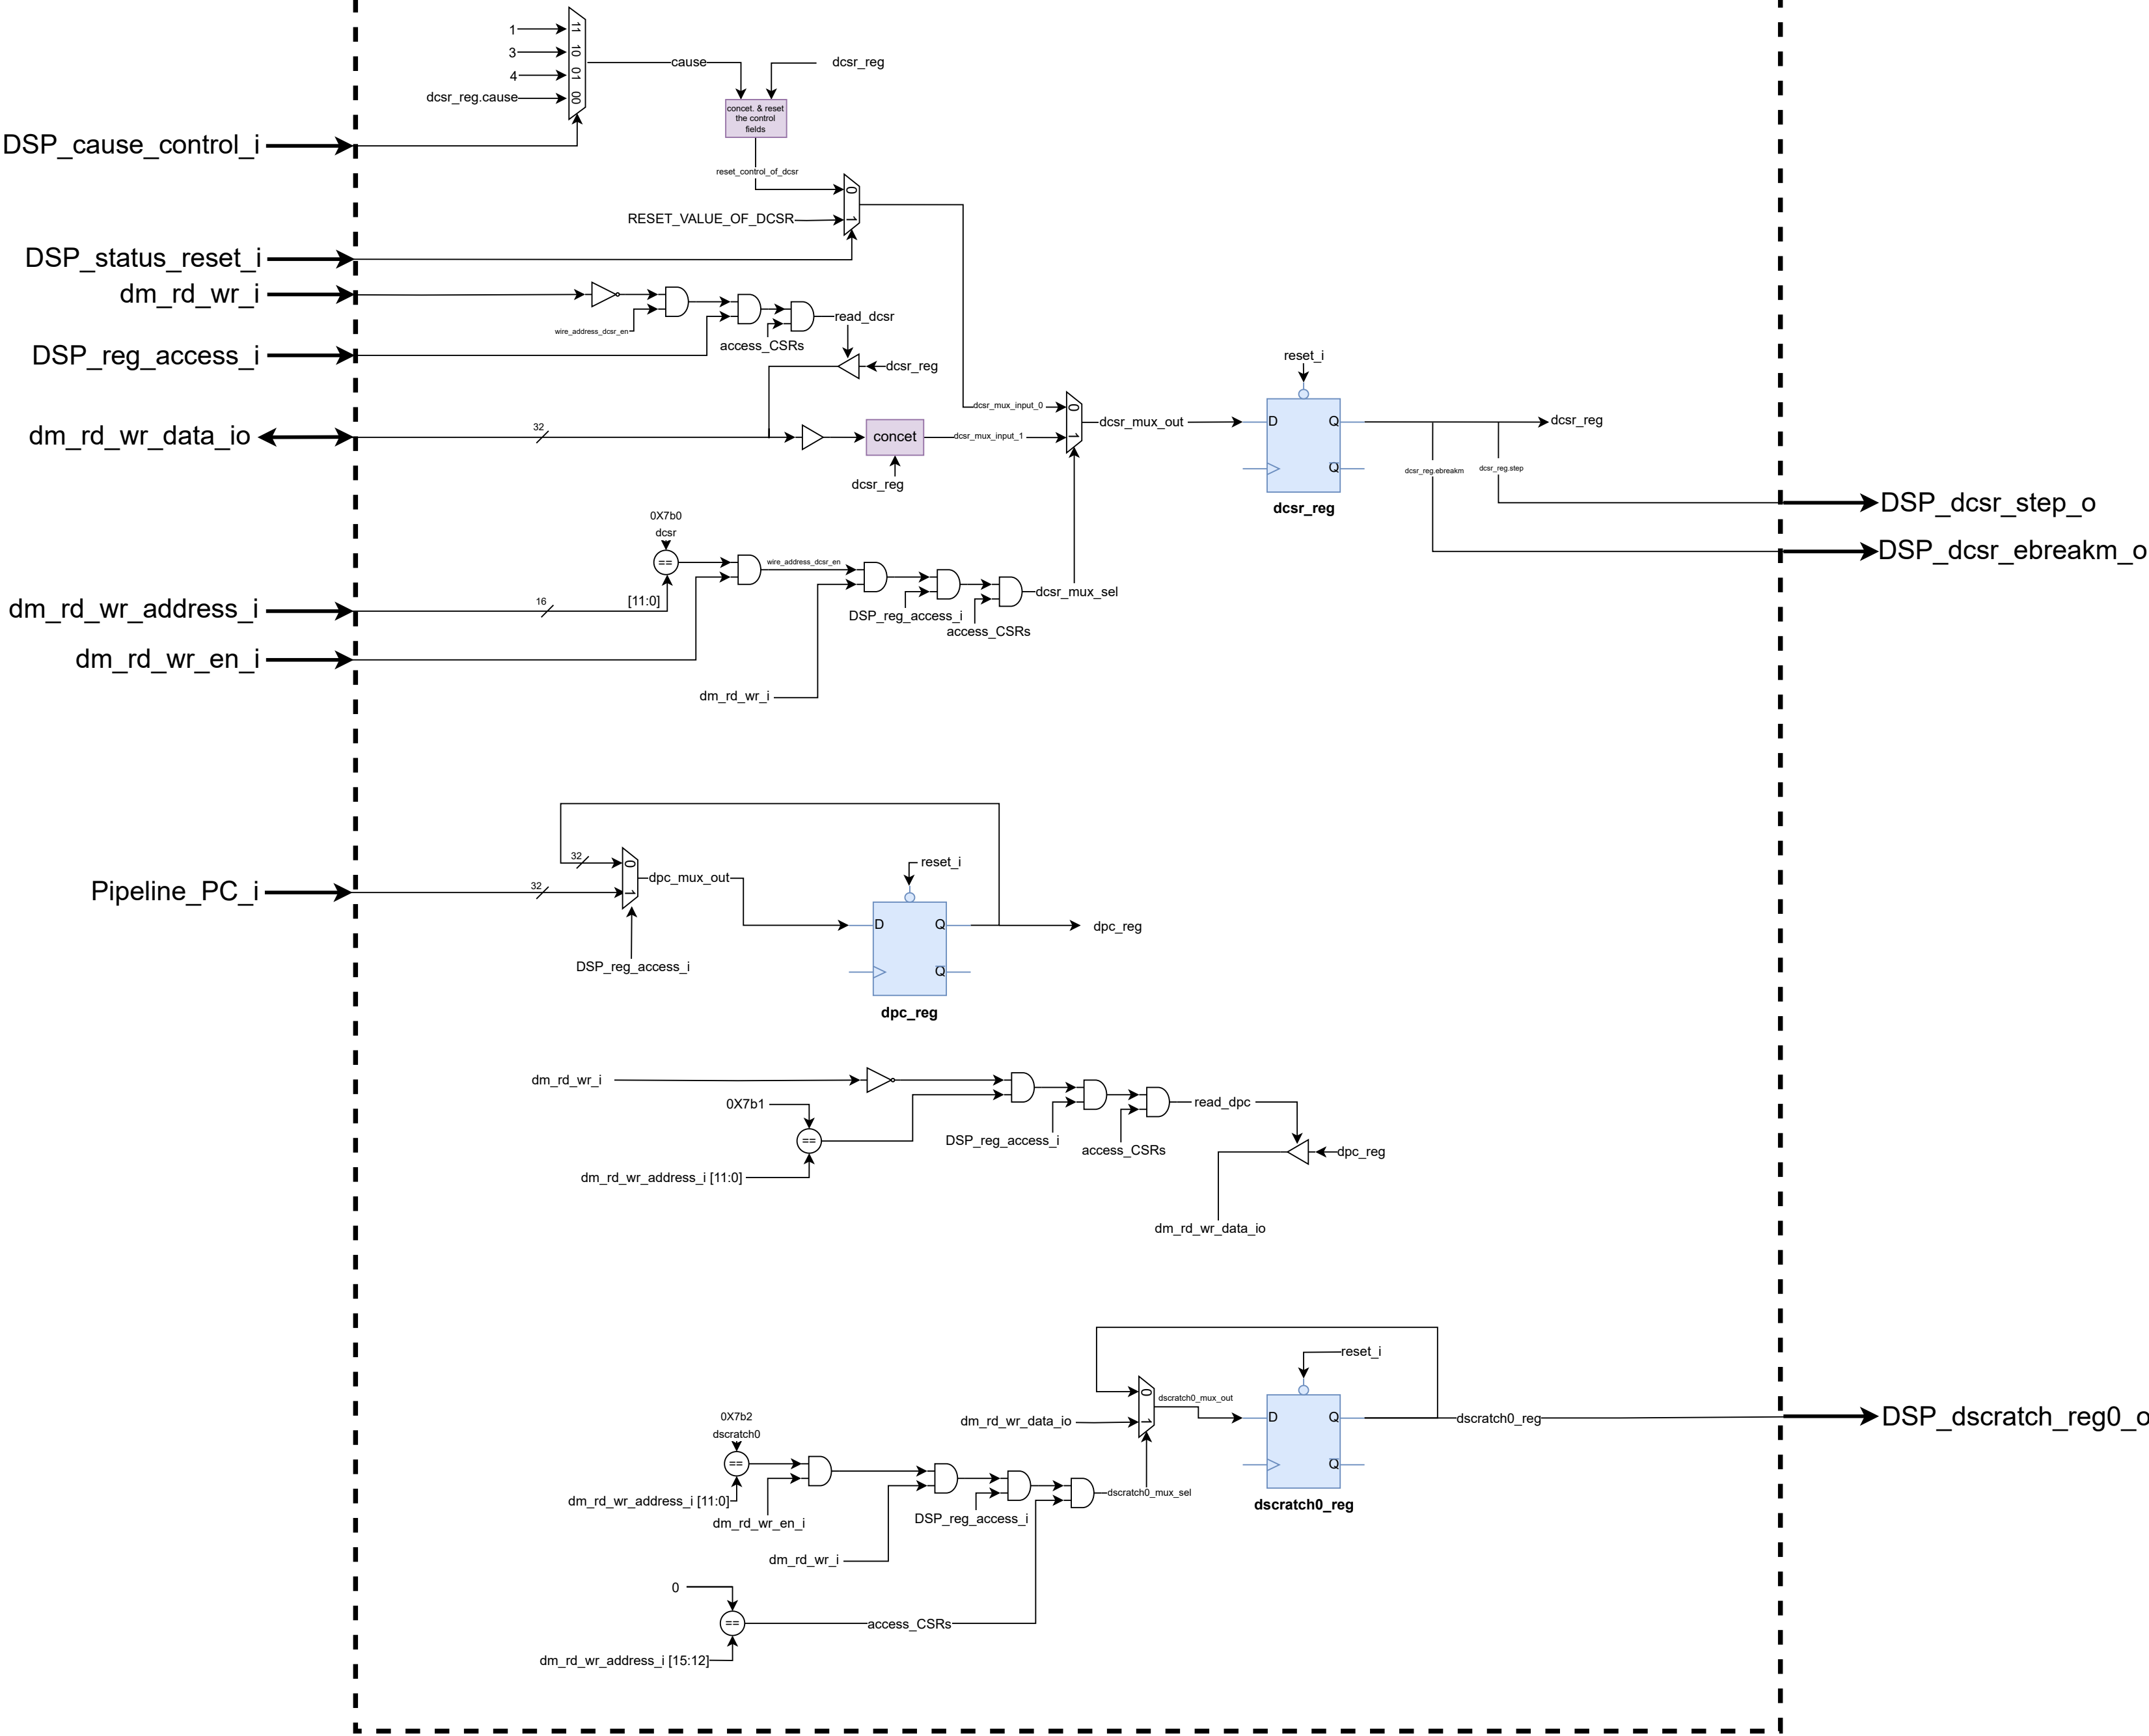 1
3
4
dcsr_reg.cause
11
10
01
00
cause
dcsr_reg
concet. & reset
the control
fields
DSP_cause_control_i
reset_control_of_dcsr
0
1
RESET_VALUE_OF_DCSR
DSP_status_reset_i
dm_rd_wr_i
wire_address_dcsr_en
access_CSRs
read_dcsr
DSP_reg_access_i
dcsr_reg
dm_rd_wr_data_io
32
concet
dcsr_reg
dcsr_mux_input_0
dcsr_mux_input_1
0
1
dcsr_mux_out
reset_i
D
Q
Q
dcsr_reg
dcsr_reg
dcsr_reg.ebreakm
dcsr_reg.step
DSP_dcsr_step_o
DSP_dcsr_ebreakm_o
0X7b0
dcsr
==
wire_address_dcsr_en
dm_rd_wr_address_i
16
[11:0]
DSP_reg_access_i
access_CSRs
dcsr_mux_sel
dm_rd_wr_en_i
dm_rd_wr_i
32
0
1
dpc_mux_out
Pipeline_PC_i
32
DSP_reg_access_i
reset_i
D
Q
Q
dpc_reg
dpc_reg
dm_rd_wr_i
0X7b1
==
dm_rd_wr_address_i [11:0]
DSP_reg_access_i
access_CSRs
read_dpc
dpc_reg
dm_rd_wr_data_io
reset_i
0
1
dscratch0_mux_out
dm_rd_wr_data_io
D
Q
Q
dscratch0_reg
dscratch0_reg
DSP_dscratch_reg0_o
0X7b2
dscratch0
==
dm_rd_wr_address_i [11:0]
dm_rd_wr_en_i
DSP_reg_access_i
dscratch0_mux_sel
dm_rd_wr_i
0
==
access_CSRs
dm_rd_wr_address_i [15:12]